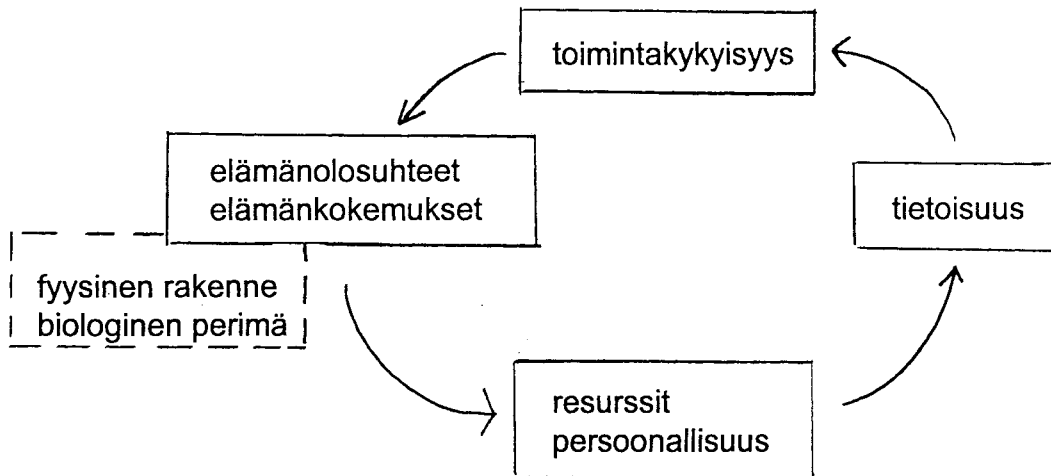 toimintakykyisyys
elämänolosuhteet
elämänkokemukset
tietoisuus
fyysinen rakenne
biologinen perimä
resurssit
persoonallisuus